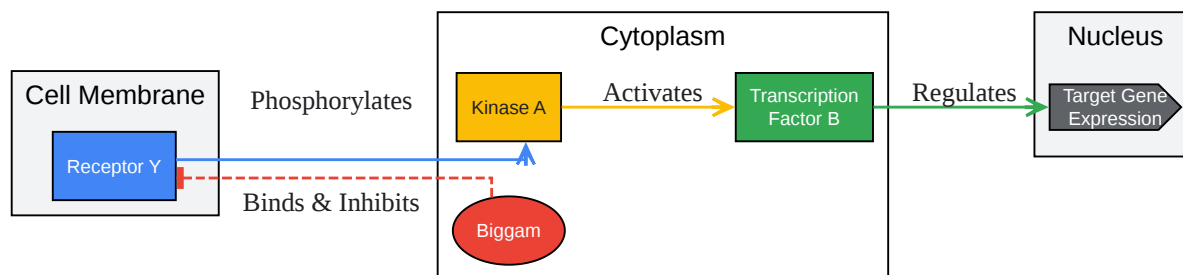 Cell Membrane
Receptor Y
Phosphorylates
Binds & Inhibits
Cytoplasm
Kinase A
Activates
Transcription
Factor B
Biggam
Regulates
Nucleus
Target Gene
Expression